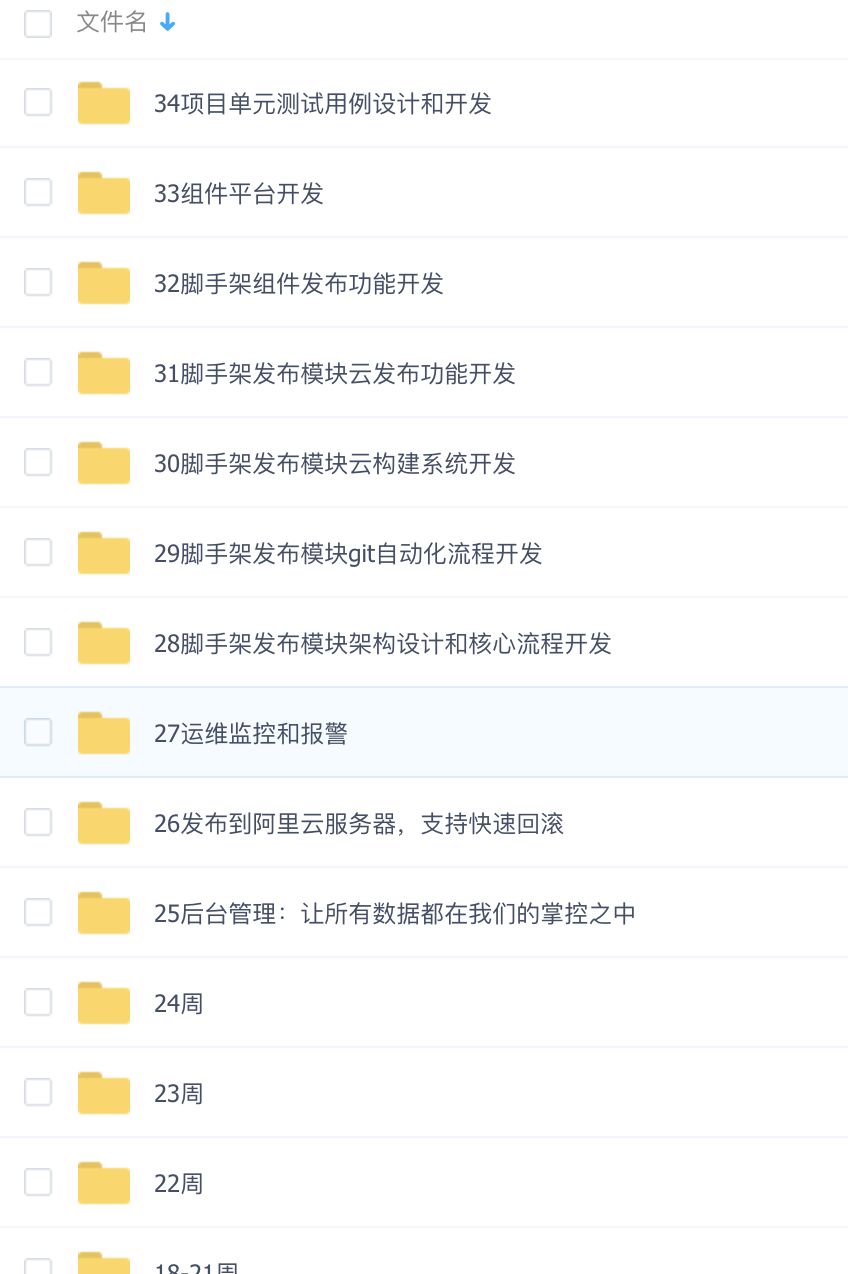 文件名
34项目单元测试用例设计和开发
33组件平台开发
32脚手架组件发布功能开发
31脚手架发布模块云发布功能开发
30脚手架发布模块云构建系统开发
29脚手架发布模块git自动化流程开发
28脚手架发布模块架构设计和核心流程开发
27运维监控和报警
26发布到阿里云服务器，支持快速回滚
25后台管理：让所有数据都在我们的掌控之中
24周
23周
22周
18-21周